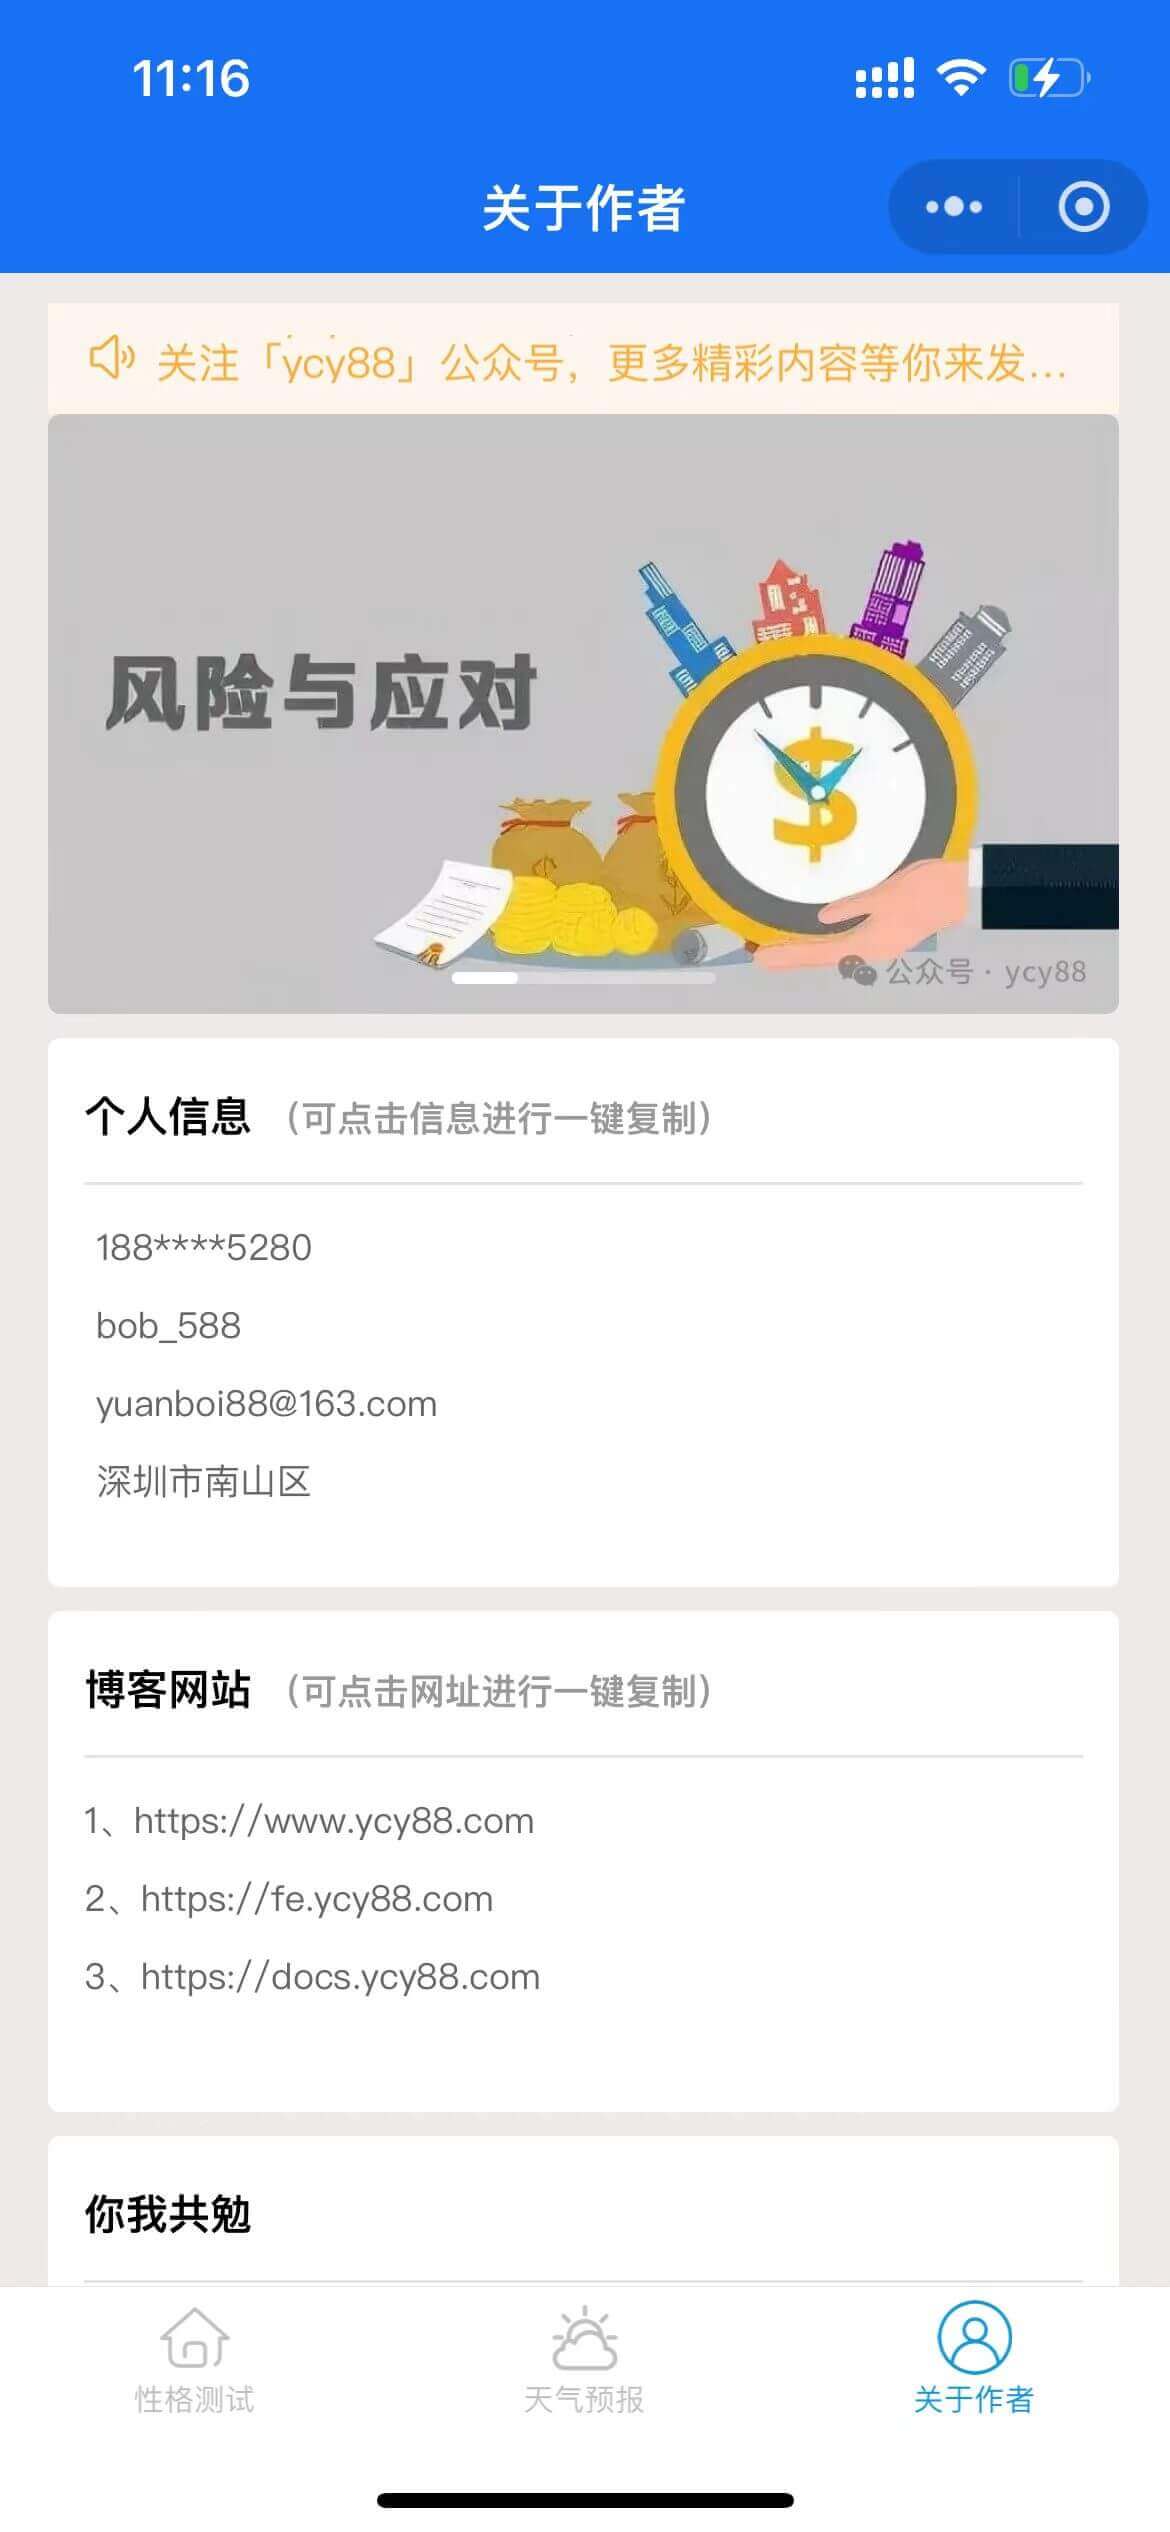 11:16
关于作者
关注「ycy88」公众号，更多精彩内容等你来发...
风险与应对
公众号 · ycy88
个人信息 （可点击信息进行一键复制）
188****5280
bob_588
yuanboi88@163.com
深圳市南山区
博客网站 （可点击网址进行一键复制）
1、https://www.ycy88.com
2、https://fe.ycy88.com
3、https://docs.ycy88.com
你我共勉
性格测试
天气预报
关于作者